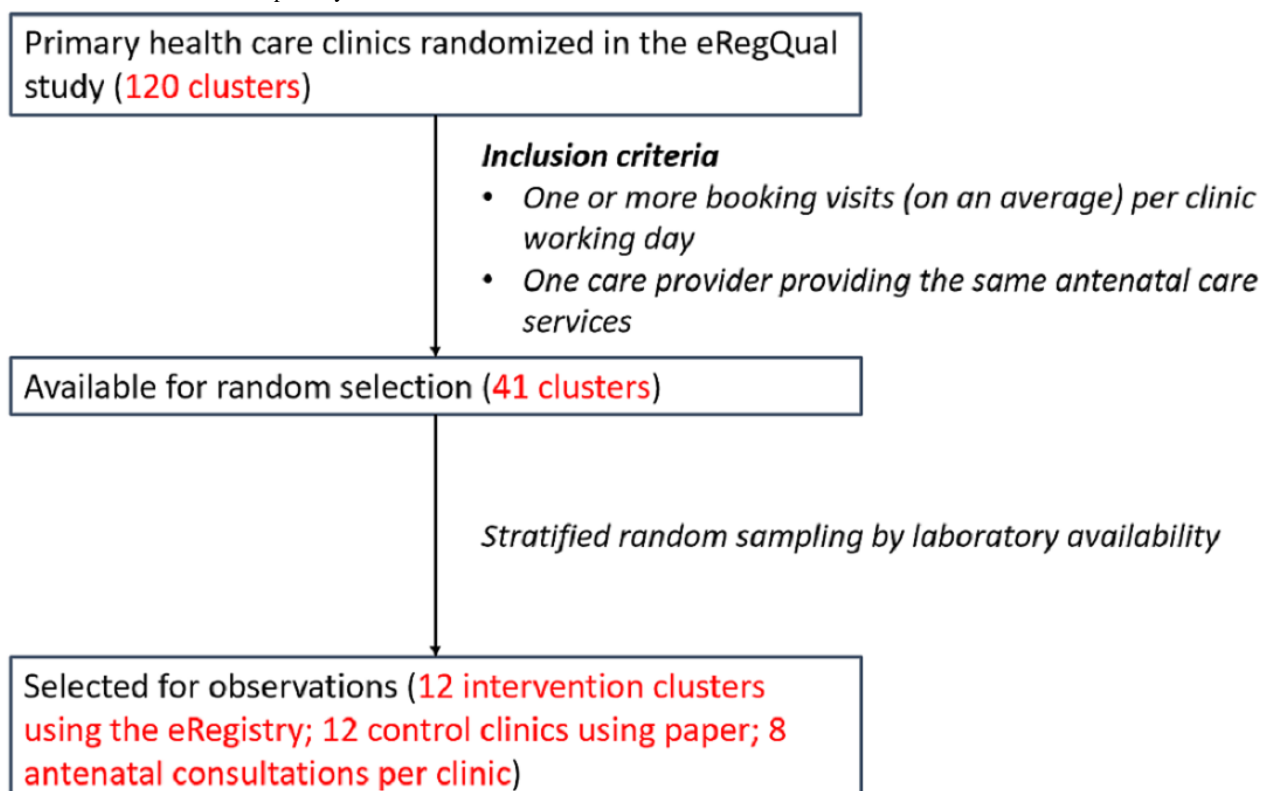 Primary health care clinics randomized in the eRegQual
study (120 clusters)
Inclusion criteria
• One or more booking visits (on an average) per clinic
working day
• One care provider providing the same antenatal care
services
Available for random selection (41 clusters)
Stratified random sampling by laboratory availability
Selected for observations (12 intervention clusters
using the eRegistry; 12 control clinics using paper; 8
antenatal consultations per clinic)